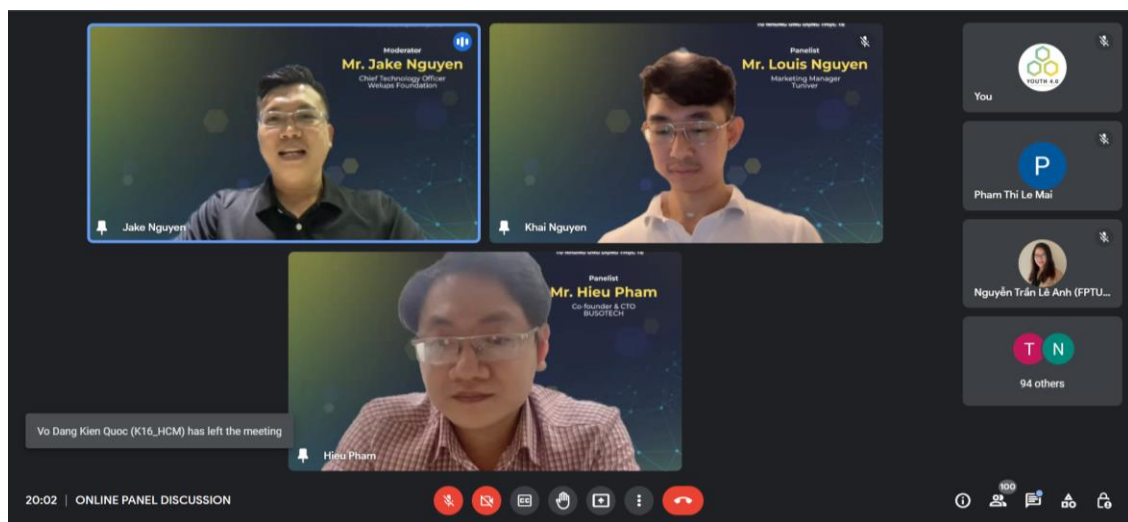 Moderator
Mr. Jake Nguyen
Chief Technology Officer
Welups Foundation
Jake Nguyen
Panelist
Mr. Louis Nguyen
Marketing Manager
Tuniver
Khai Nguyen
YOUTH 4.0
You
P
Pham Thi Le Mai
Nguyễn Trần Lê Anh (FPTU...
T N
94 others
Panelist
Mr. Hieu Pham
Co-founder & CTO
BUSOTECH
Hieu Pham
Vo Dang Kien Quoc (K16_HCM) has left the meeting
20:02 | ONLINE PANEL DISCUSSION
CC
100